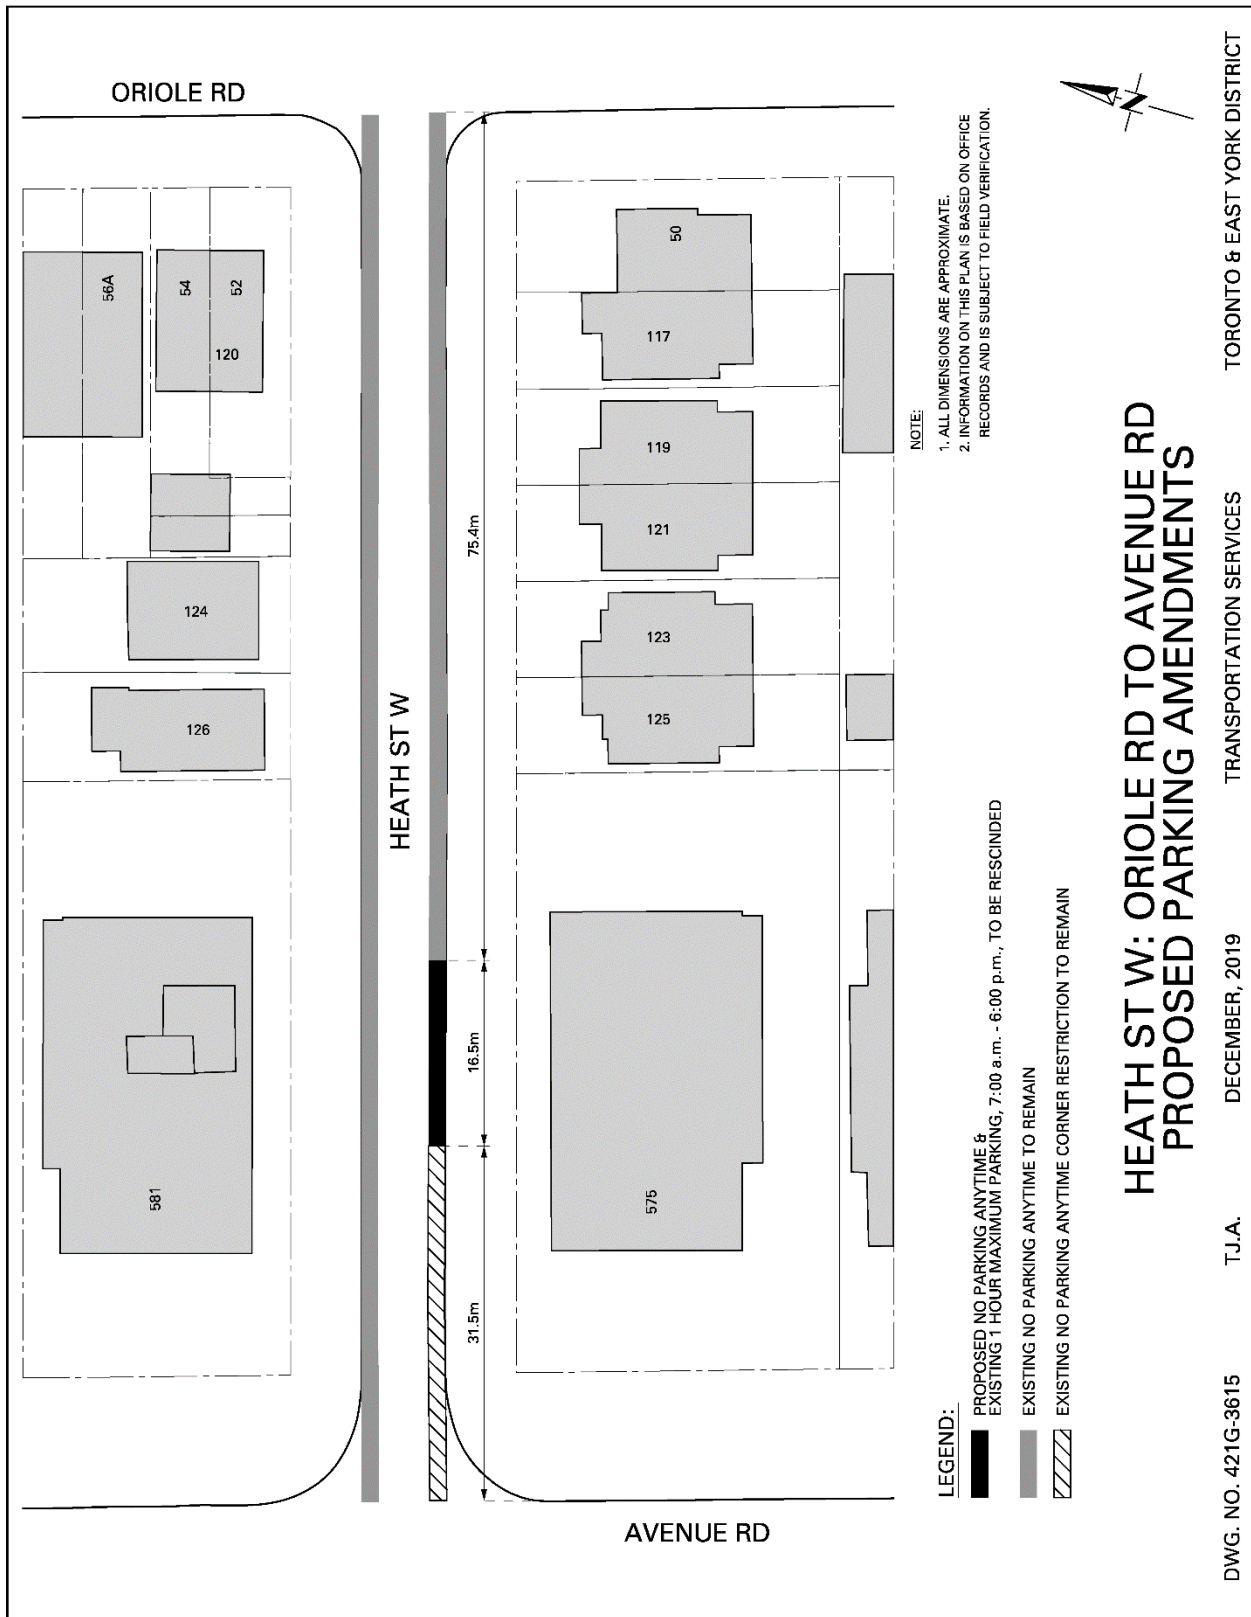 ORIOLE RD
56A
54
52
120
124
126
581
HEATH ST W
75.4m
16.5m
31.5m
50
117
119
121
123
125
575
AVENUE RD
NOTE:
1. ALL DIMENSIONS ARE APPROXIMATE.
2. INFORMATION ON THIS PLAN IS BASED ON OFFICE
RECORDS AND IS SUBJECT TO FIELD VERIFICATION.
LEGEND:
PROPOSED NO PARKING ANYTIME &
EXISTING 1 HOUR MAXIMUM PARKING, 7:00 a.m. - 6:00 p.m., TO BE RESCINDED
EXISTING NO PARKING ANYTIME TO REMAIN
EXISTING NO PARKING ANYTIME CORNER RESTRICTION TO REMAIN
HEATH ST W: ORIOLE RD TO AVENUE RD
PROPOSED PARKING AMENDMENTS
DWG. NO. 421G-3615 T.J.A. DECEMBER, 2019 TRANSPORTATION SERVICES TORONTO & EAST YORK DISTRICT